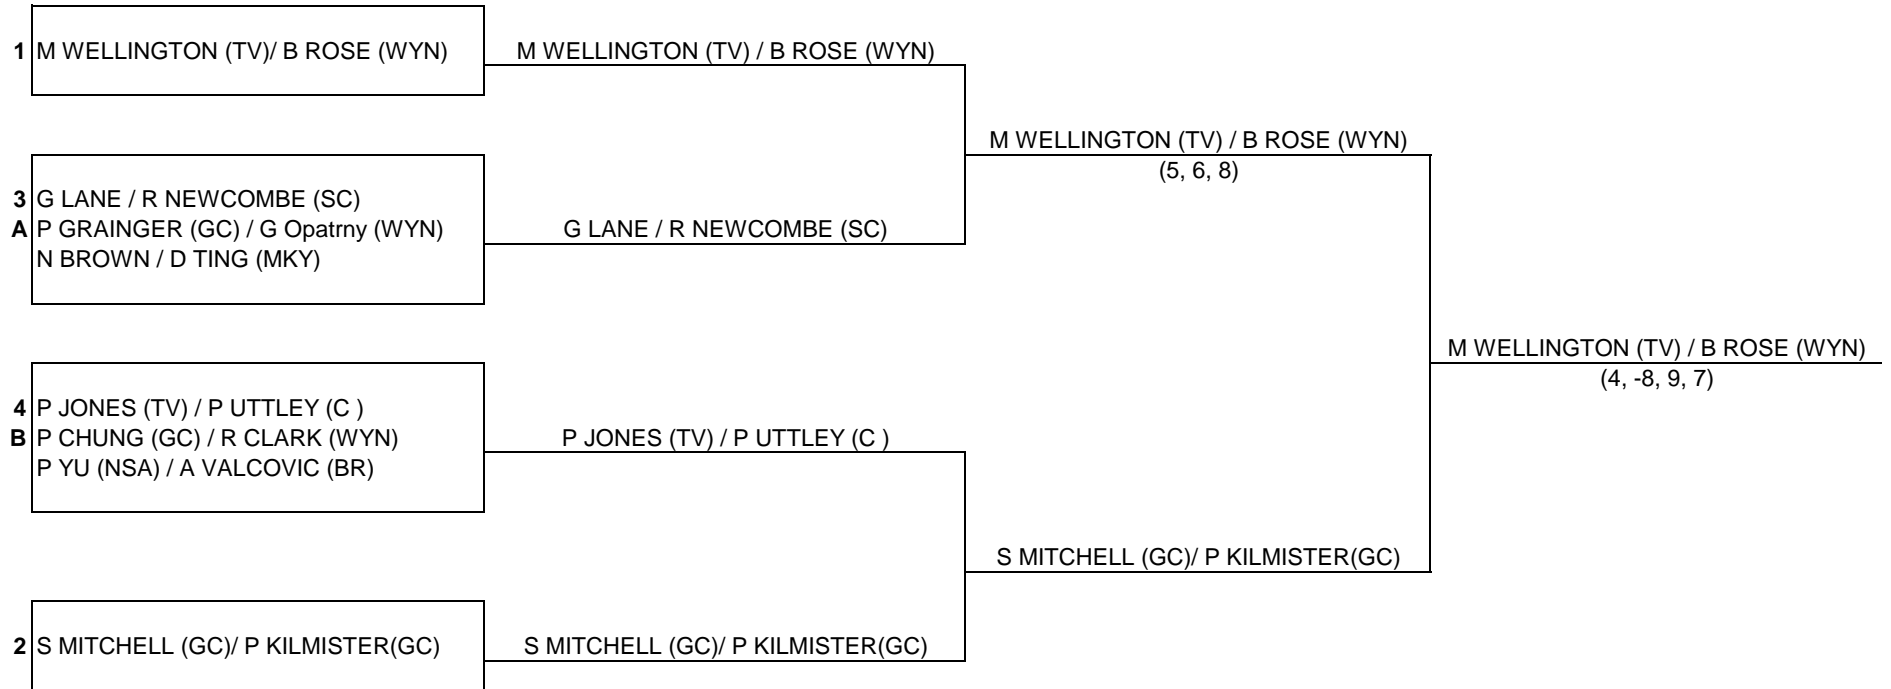 1 M WELLINGTON (TV)/ B ROSE (WYN)
M WELLINGTON (TV) / B ROSE (WYN)
M WELLINGTON (TV) / B ROSE (WYN)
(5, 6, 8)
3 G LANE / R NEWCOMBE (SC)
A P GRAINGER (GC) / G Opatrny (WYN)
N BROWN / D TING (MKY)
G LANE / R NEWCOMBE (SC)
M WELLINGTON (TV) / B ROSE (WYN)
(4, -8, 9, 7)
4 P JONES (TV) / P UTTLEY (C )
B P CHUNG (GC) / R CLARK (WYN)
P YU (NSA) / A VALCOVIC (BR)
P JONES (TV) / P UTTLEY (C )
S MITCHELL (GC)/ P KILMISTER(GC)
2 S MITCHELL (GC)/ P KILMISTER(GC)
S MITCHELL (GC)/ P KILMISTER(GC)